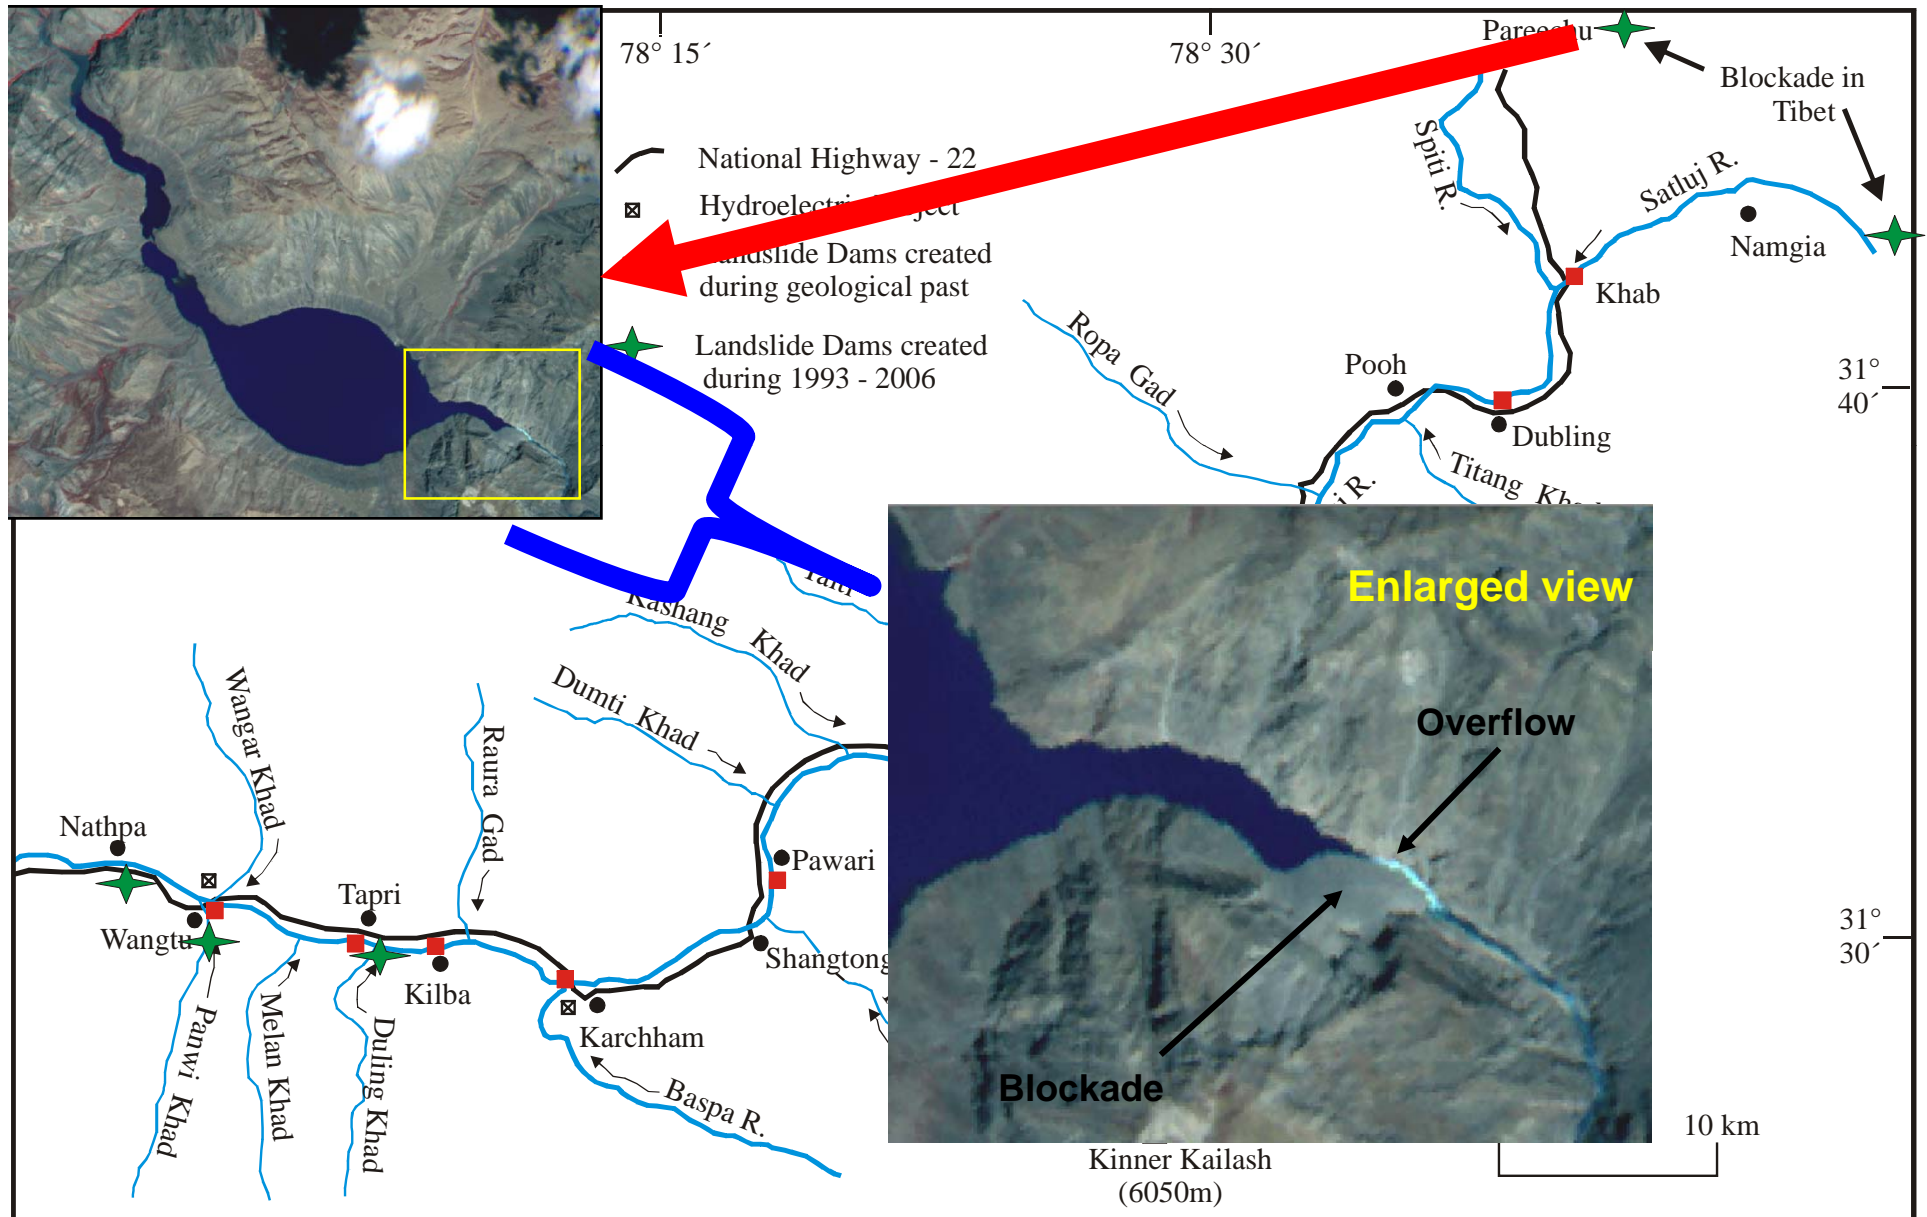 78° 15´
78° 30´
Blockade in
Tibet
National Highway - 22
Spiti R.
Satluj R.
Namgia
during geological past
Khab
Landslide Dams created
during 1993 - 2006
Ropa Gad
Pooh
31°
40´
Dubling
Titang
Enlarged view
Kashang Khad
Dumti Khad
Wangar Khad
Raura Gad
Overflow
Nathpa
Pawari
Tapri
Wangtu
Kilba
Shangtong
31°
30´
Karchham
Panwi Khad
Melan Khad
Duling Khad
Baspa R.
Blockade
10 km
Kinner Kailash
(6050m)